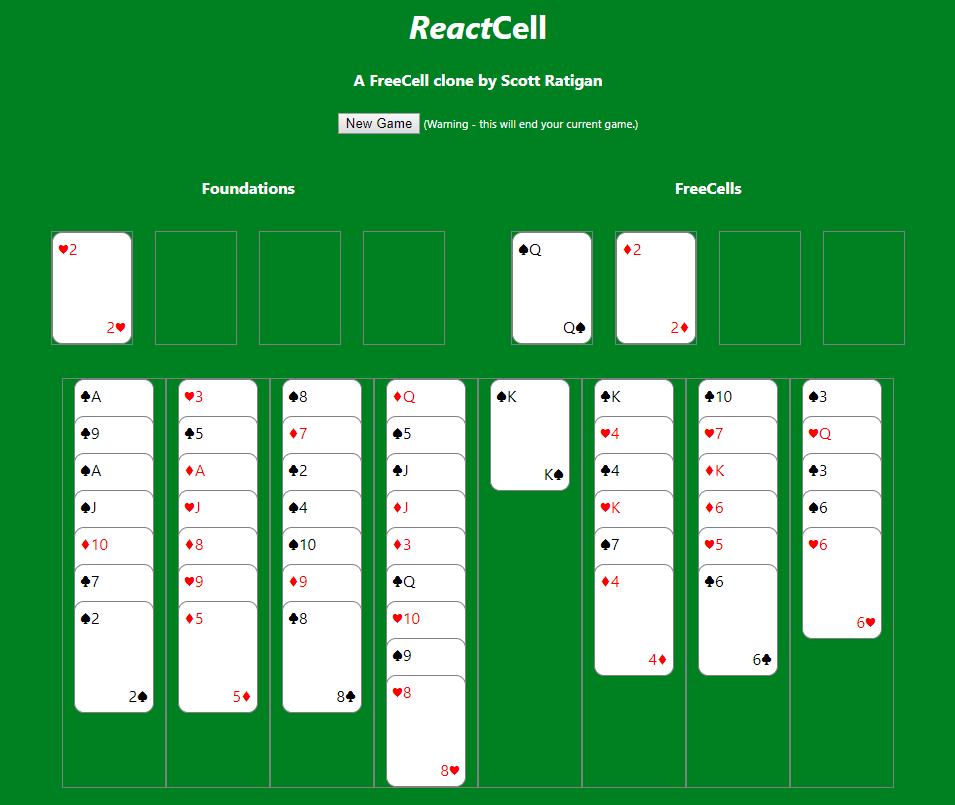 ReactCell
A FreeCell clone by Scott Ratigan
New Game (Warning - this will end your current game.)
Foundations FreeCells
♥2 ♠Q ♦2
2♥ Q♠ 2♦
♣A ♥3 ♠8 ♦Q ♠K ♣K ♣10 ♠3
♣9 ♣5 ♦7 ♠5 ♥4 ♥7 ♥Q
♠A ♦A ♣2 ♣J K♠ ♣4 ♦K ♣3
♠J ♥J ♠4 ♦J ♥K ♦6 ♠6
♦10 ♦8 ♠10 ♦3 ♠7 ♥5 ♥6
♣7 ♥9 ♦9 ♣Q ♦4 ♣6
♠2 ♦5 ♣8 ♥10 6♥
♠9 4♦ 6♣
2♠ 5♦ 8♣ ♥8
8♥